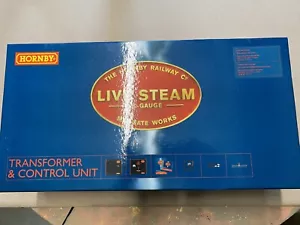 HORNBY
THE HORNBY RAILWAY Co
LIVE STEAM
GAUGE
MARGATE WORKS
TRANSFORMER
& CONTROL UNIT